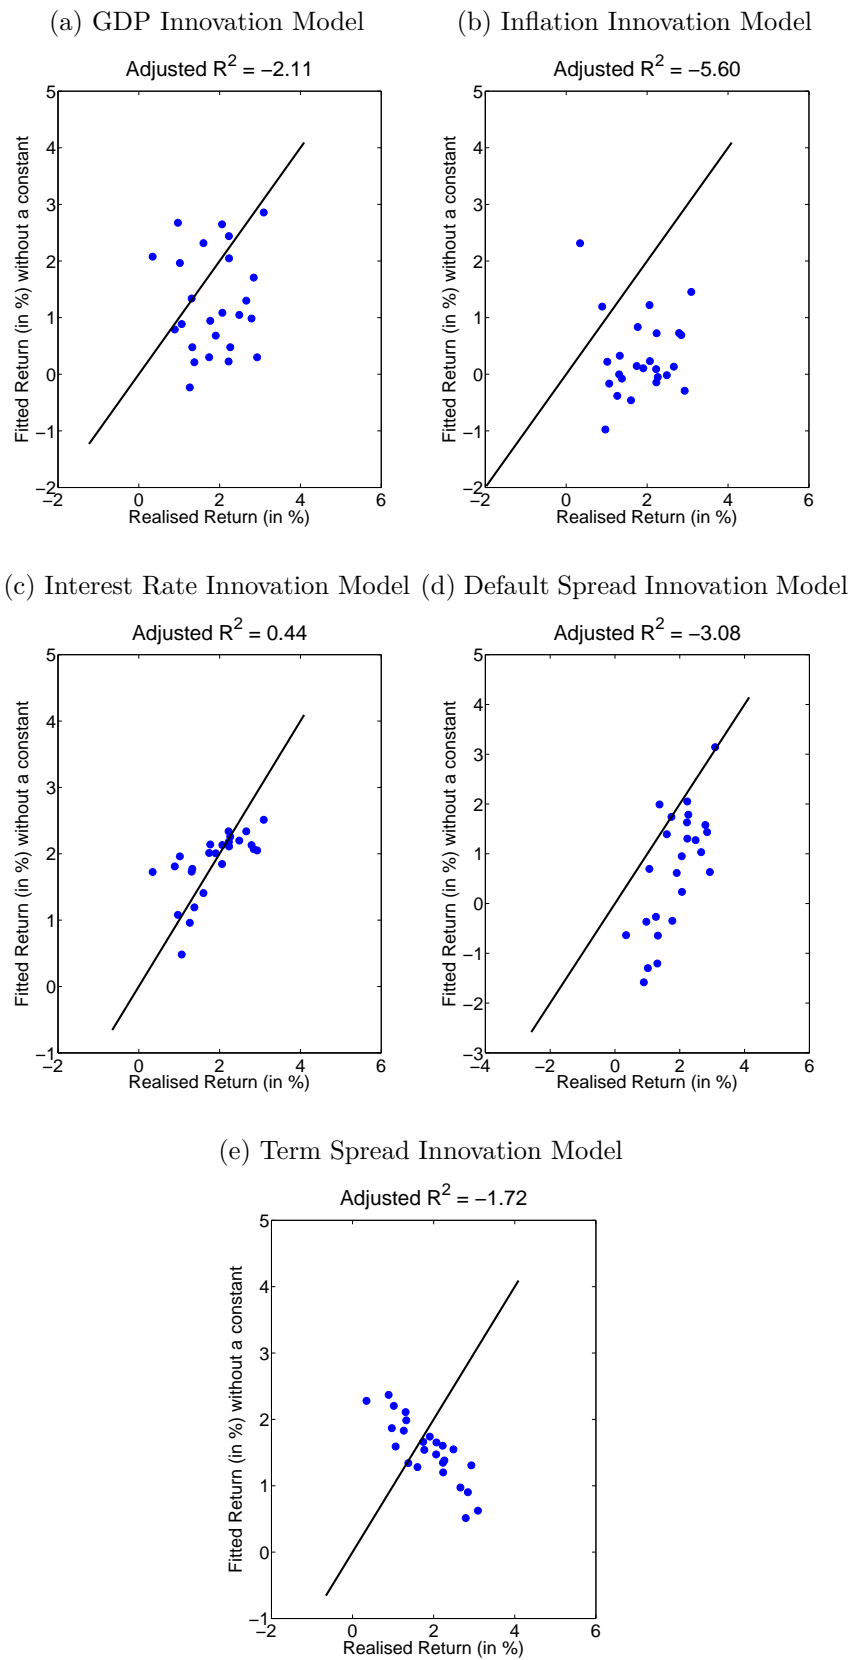 (a) GDP Innovation Model
Adjusted R² = −2.11
Fitted Return (in %) without a constant
5
4
3
2
1
0
−1
−2
−2 0 2 4 6
Realised Return (in %)
(b) Inflation Innovation Model
Adjusted R² = −5.60
Fitted Return (in %) without a constant
5
4
3
2
1
0
−1
−2
−2 0 2 4 6
Realised Return (in %)
(c) Interest Rate Innovation Model
Adjusted R² = 0.44
Fitted Return (in %) without a constant
5
4
3
2
1
0
−1
−2 0 2 4 6
Realised Return (in %)
(d) Default Spread Innovation Model
Adjusted R² = −3.08
Fitted Return (in %) without a constant
5
4
3
2
1
0
−1
−2
−3
−4 −2 0 2 4 6
Realised Return (in %)
(e) Term Spread Innovation Model
Adjusted R² = −1.72
Fitted Return (in %) without a constant
5
4
3
2
1
0
−1
−2 0 2 4 6
Realised Return (in %)